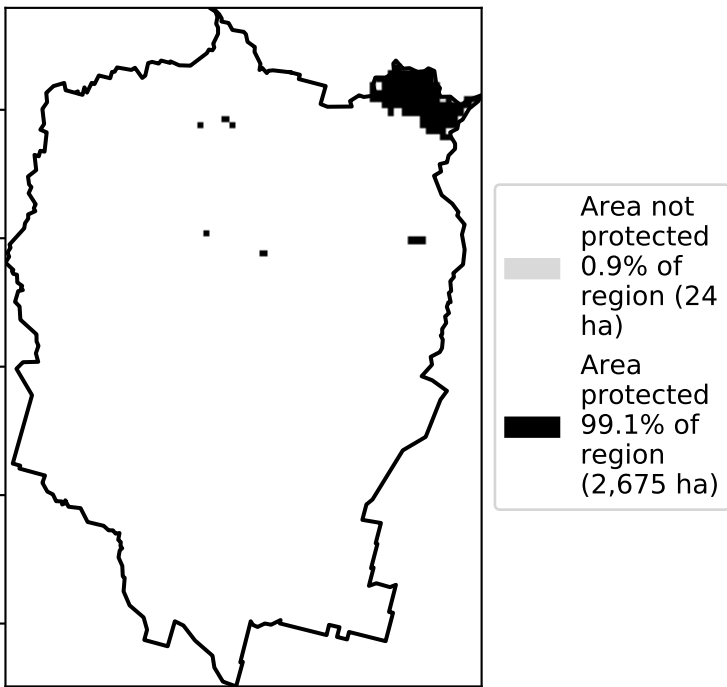 Area not
protected
0.9% of
region (24
ha)
Area
protected
99.1% of
region
(2,675 ha)